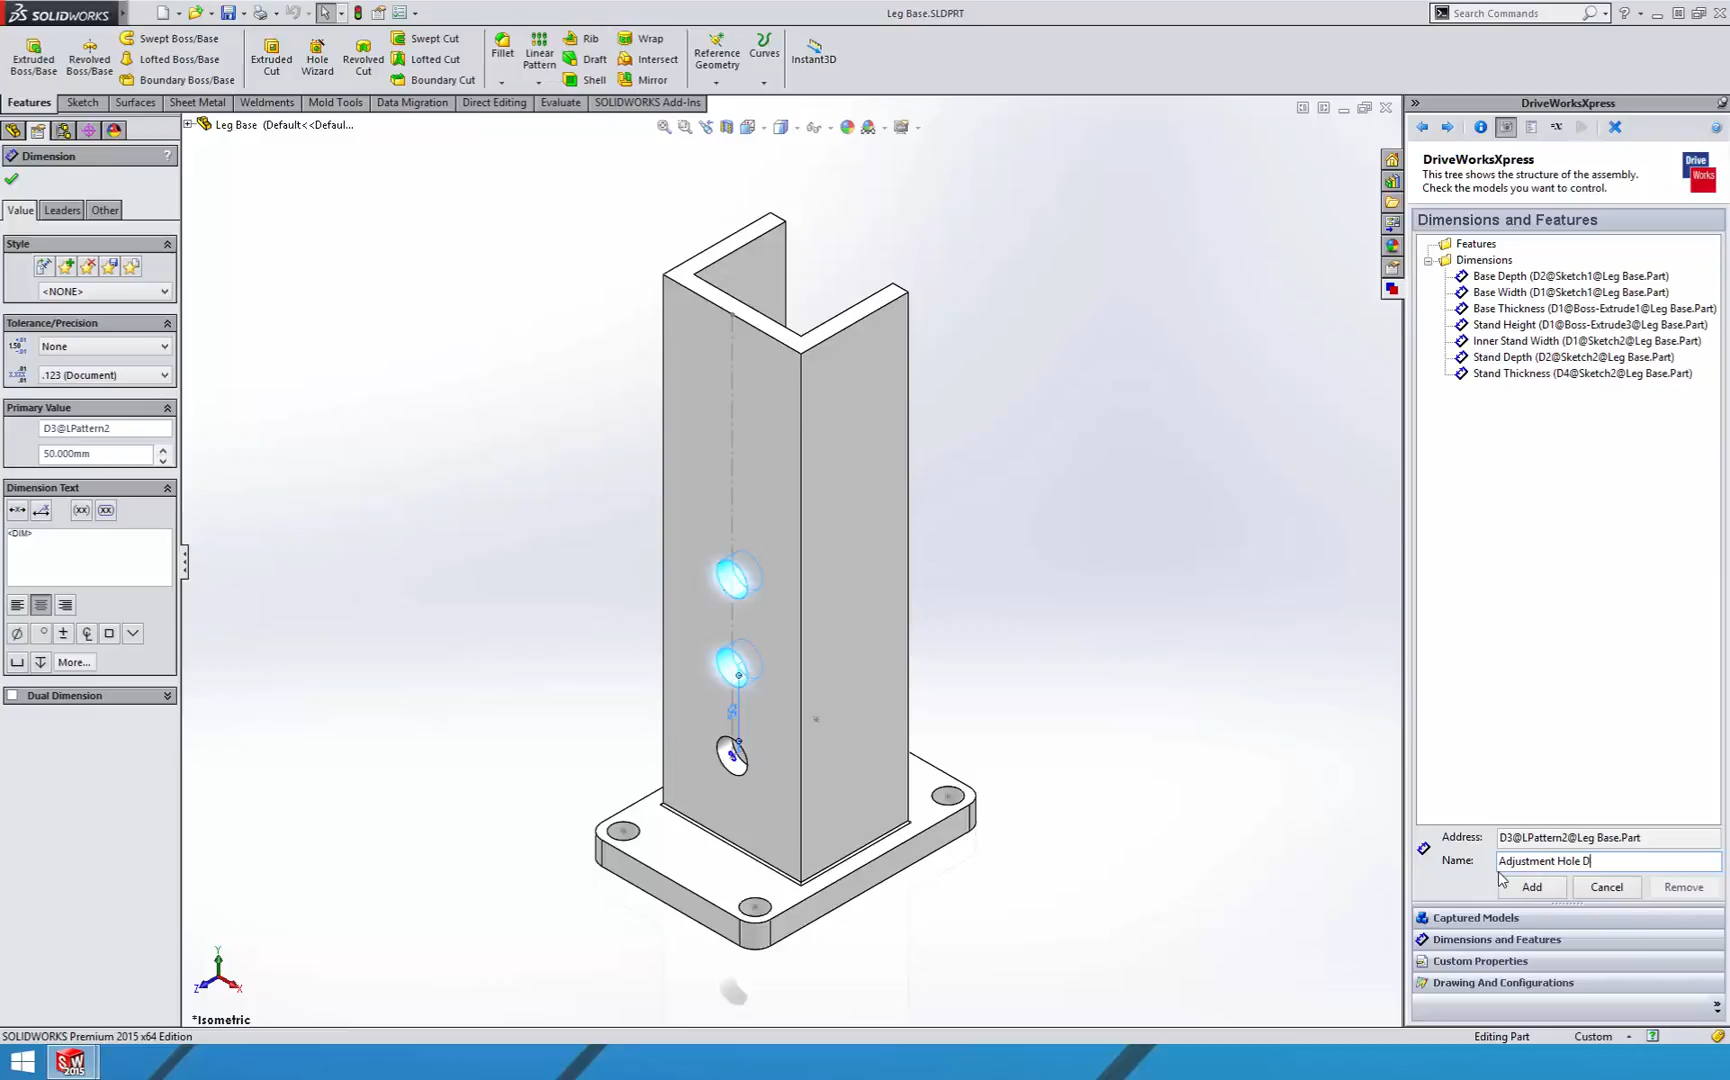 SOLIDWORKS
Leg Base.SLDPRT
Search Commands
Extruded Boss/Base
Revolved Boss/Base
Swept Boss/Base
Lofted Boss/Base
Boundary Boss/Base
Extruded Cut
Hole Wizard
Revolved Cut
Swept Cut
Lofted Cut
Boundary Cut
Fillet
Linear Pattern
Rib
Draft
Shell
Wrap
Intersect
Mirror
Reference Geometry
Curves
Instant3D
Features
Sketch
Surfaces
Sheet Metal
Weldments
Mold Tools
Data Migration
Direct Editing
Evaluate
SOLIDWORKS Add-Ins
Leg Base (Default<<Defaul...
Dimension
?
Value
Leaders
Other
Style
<NONE>
Tolerance/Precision
None
.123 (Document)
Primary Value
D3@LPattern2
50.000mm
Dimension Text
<DIM>
More...
Dual Dimension
*Isometric
Y
Z
X
DriveWorksXpress
DriveWorksXpress
This tree shows the structure of the assembly.
Check the models you want to control.
Drive
Works
Dimensions and Features
Features
Dimensions
Base Depth (D2@Sketch1@Leg Base.Part)
Base Width (D1@Sketch1@Leg Base.Part)
Base Thickness (D1@Boss-Extrude1@Leg Base.Part)
Stand Height (D1@Boss-Extrude3@Leg Base.Part)
Inner Stand Width (D1@Sketch2@Leg Base.Part)
Stand Depth (D2@Sketch2@Leg Base.Part)
Stand Thickness (D4@Sketch2@Leg Base.Part)
Address: D3@LPattern2@Leg Base.Part
Name: Adjustment Hole D
Add
Cancel
Remove
Captured Models
Dimensions and Features
Custom Properties
Drawing And Configurations
SOLIDWORKS Premium 2015 x64 Edition
Editing Part
Custom
SW
2015